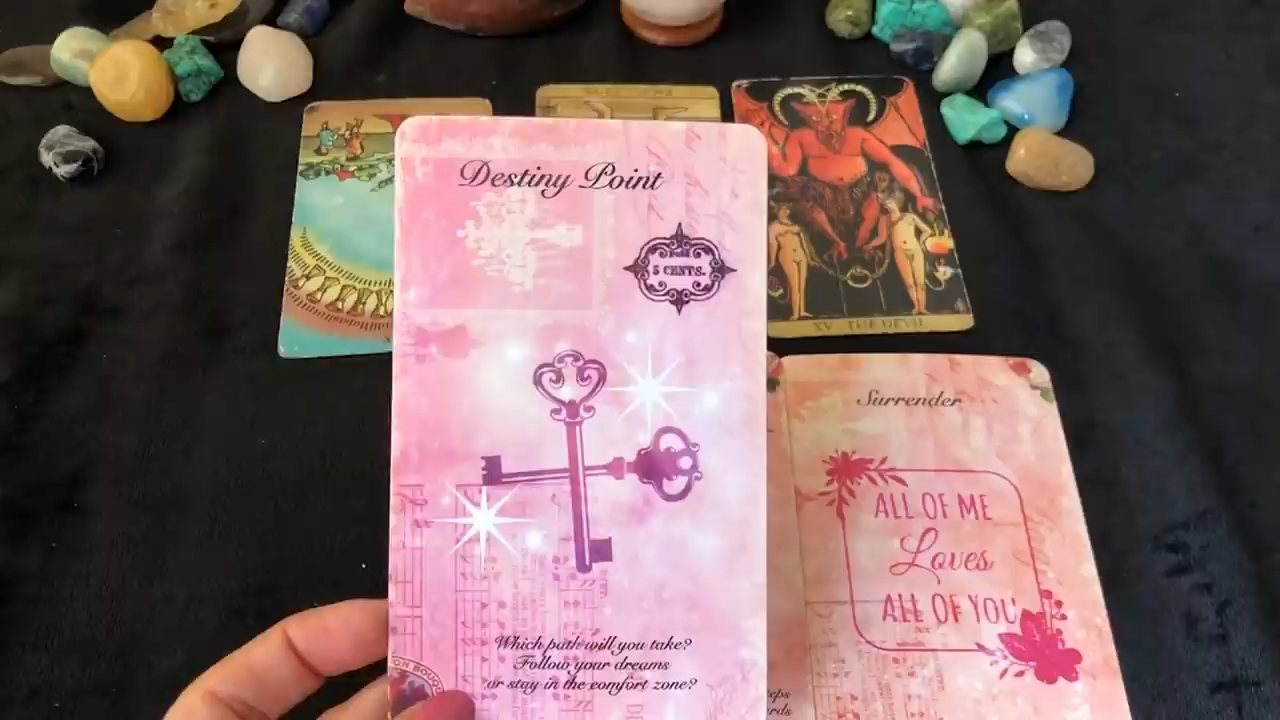 Destiny Point
5 CENTS.
Which path will you take?
Follow your dreams
or stay in the comfort zone?
XV THE DEVIL
Surrender
ALL OF ME
Loves
ALL OF YOU